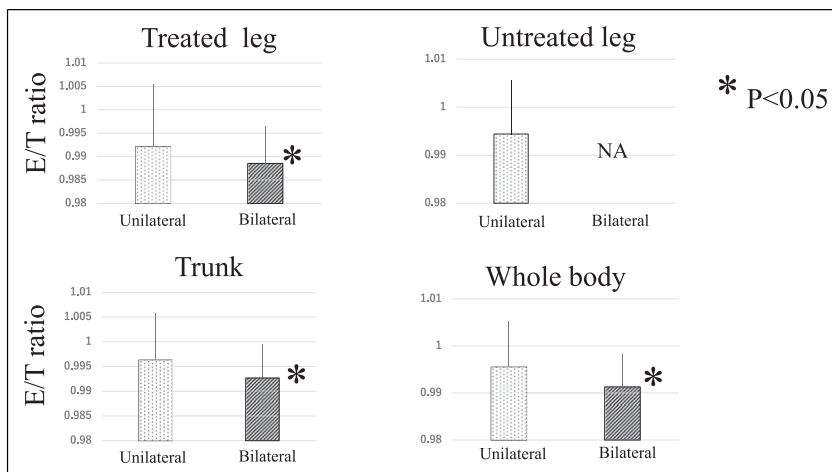 Treated leg
E/T ratio
1.01
1.005
1
0.995
0.99
0.985
0.98
*
Unilateral Bilateral
Untreated leg
1.01
1
0.99
0.98
NA
Unilateral Bilateral
* P<0.05
Trunk
E/T ratio
1.01
1.005
1
0.995
0.99
0.985
0.98
*
Unilateral Bilateral
Whole body
1.01
1
0.99
0.98
*
Unilateral Bilateral